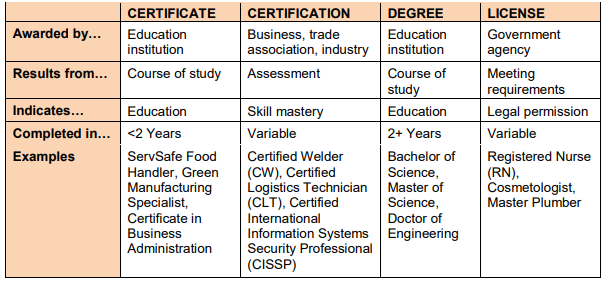 CERTIFICATE CERTIFICATION DEGREE LICENSE
Awarded by… Education institution Business, trade association, industry Education institution Government agency
Results from… Course of study Assessment Course of study Meeting requirements
Indicates… Education Skill mastery Education Legal permission
Completed in… <2 Years Variable 2+ Years Variable
Examples
ServSafe Food
Handler, Green
Manufacturing
Specialist,
Certificate in
Business
Administration
Certified Welder
(CW), Certified
Logistics Technician
(CLT), Certified
International
Information Systems
Security Professional
(CISSP)
Bachelor of
Science,
Master of
Science,
Doctor of
Engineering
Registered Nurse
(RN),
Cosmetologist,
Master Plumber